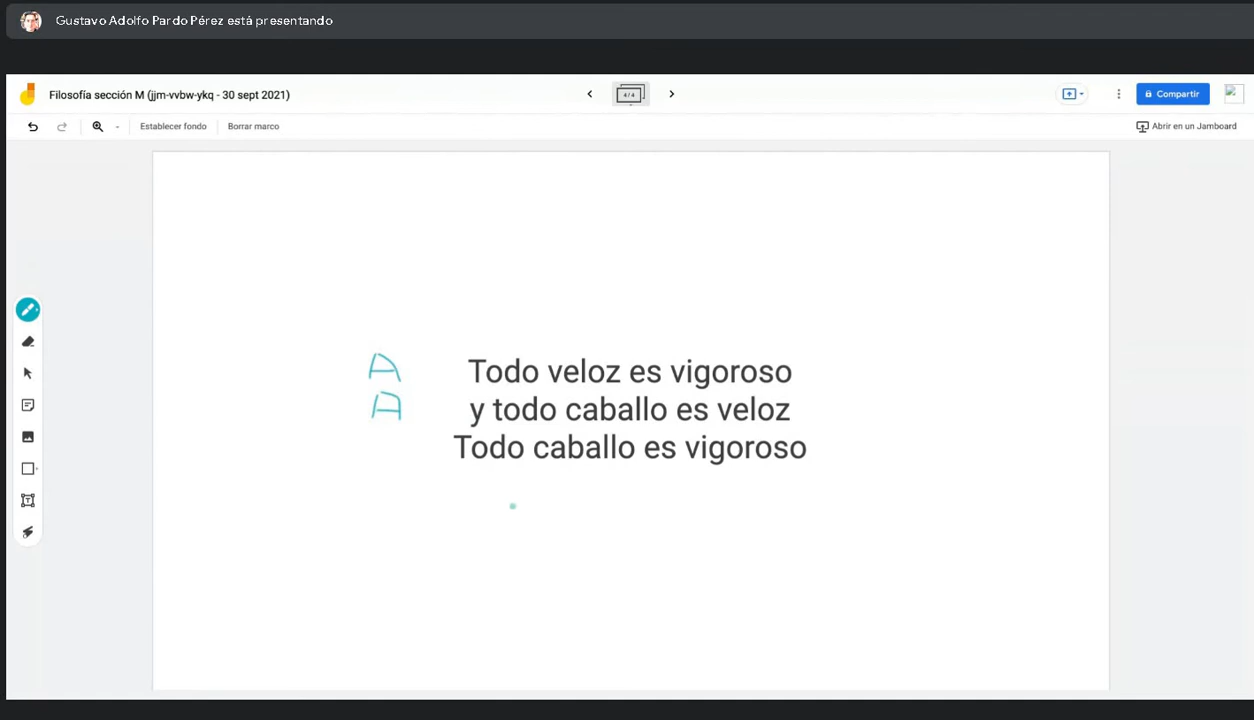 Gustavo Adolfo Pardo Pérez está presentando
Filosofía sección M (jjm-vvbw-ykq - 30 sept 2021)
4/4
Compartir
Establecer fondo
Borrar marco
Abrir en un Jamboard
A Todo veloz es vigoroso
A y todo caballo es veloz
Todo caballo es vigoroso